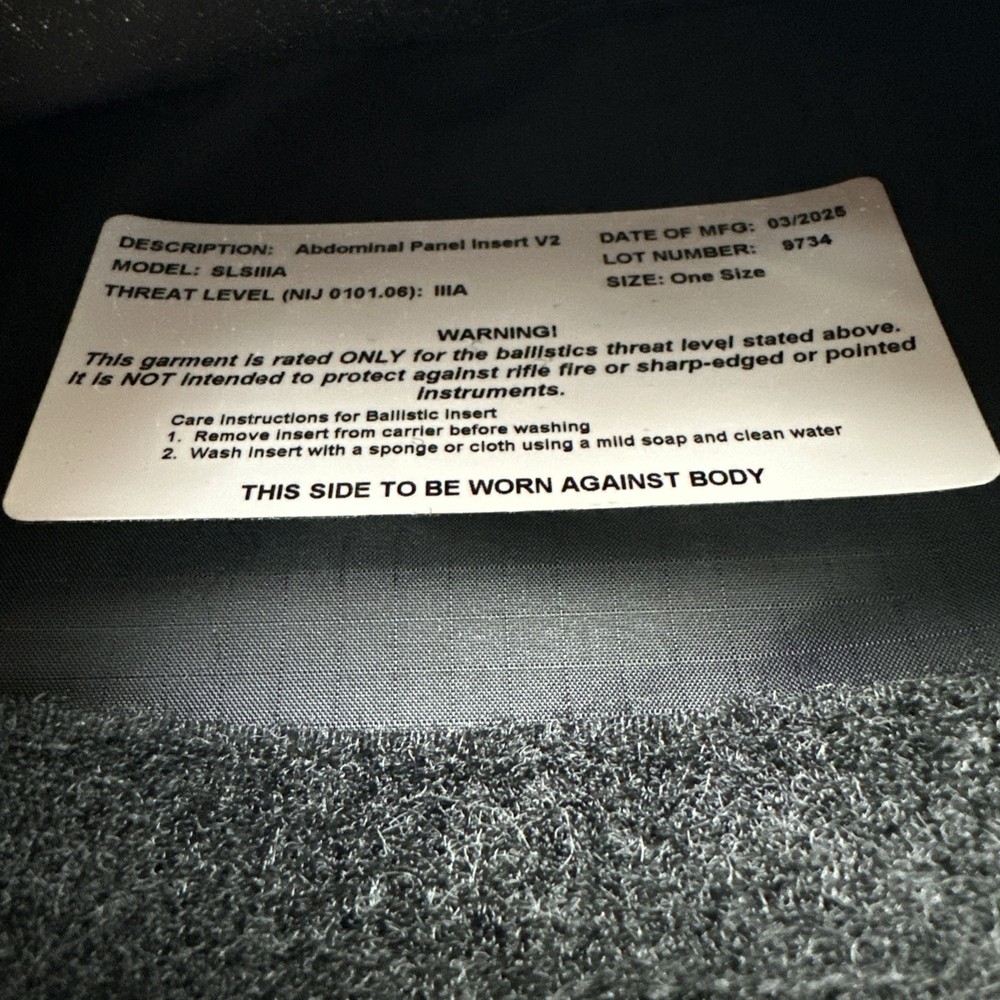 DESCRIPTION: Abdominal Panel Insert V2 DATE OF MFG: 03/2025
MODEL: SLSIIIA LOT NUMBER: 9734
THREAT LEVEL (NIJ 0101.06): IIIA SIZE: One Size
WARNING!
This garment is rated ONLY for the ballistics threat level stated above.
It is NOT intended to protect against rifle fire or sharp-edged or pointed
instruments.
Care Instructions for Ballistic Insert
1. Remove insert from carrier before washing
2. Wash insert with a sponge or cloth using a mild soap and clean water
THIS SIDE TO BE WORN AGAINST BODY